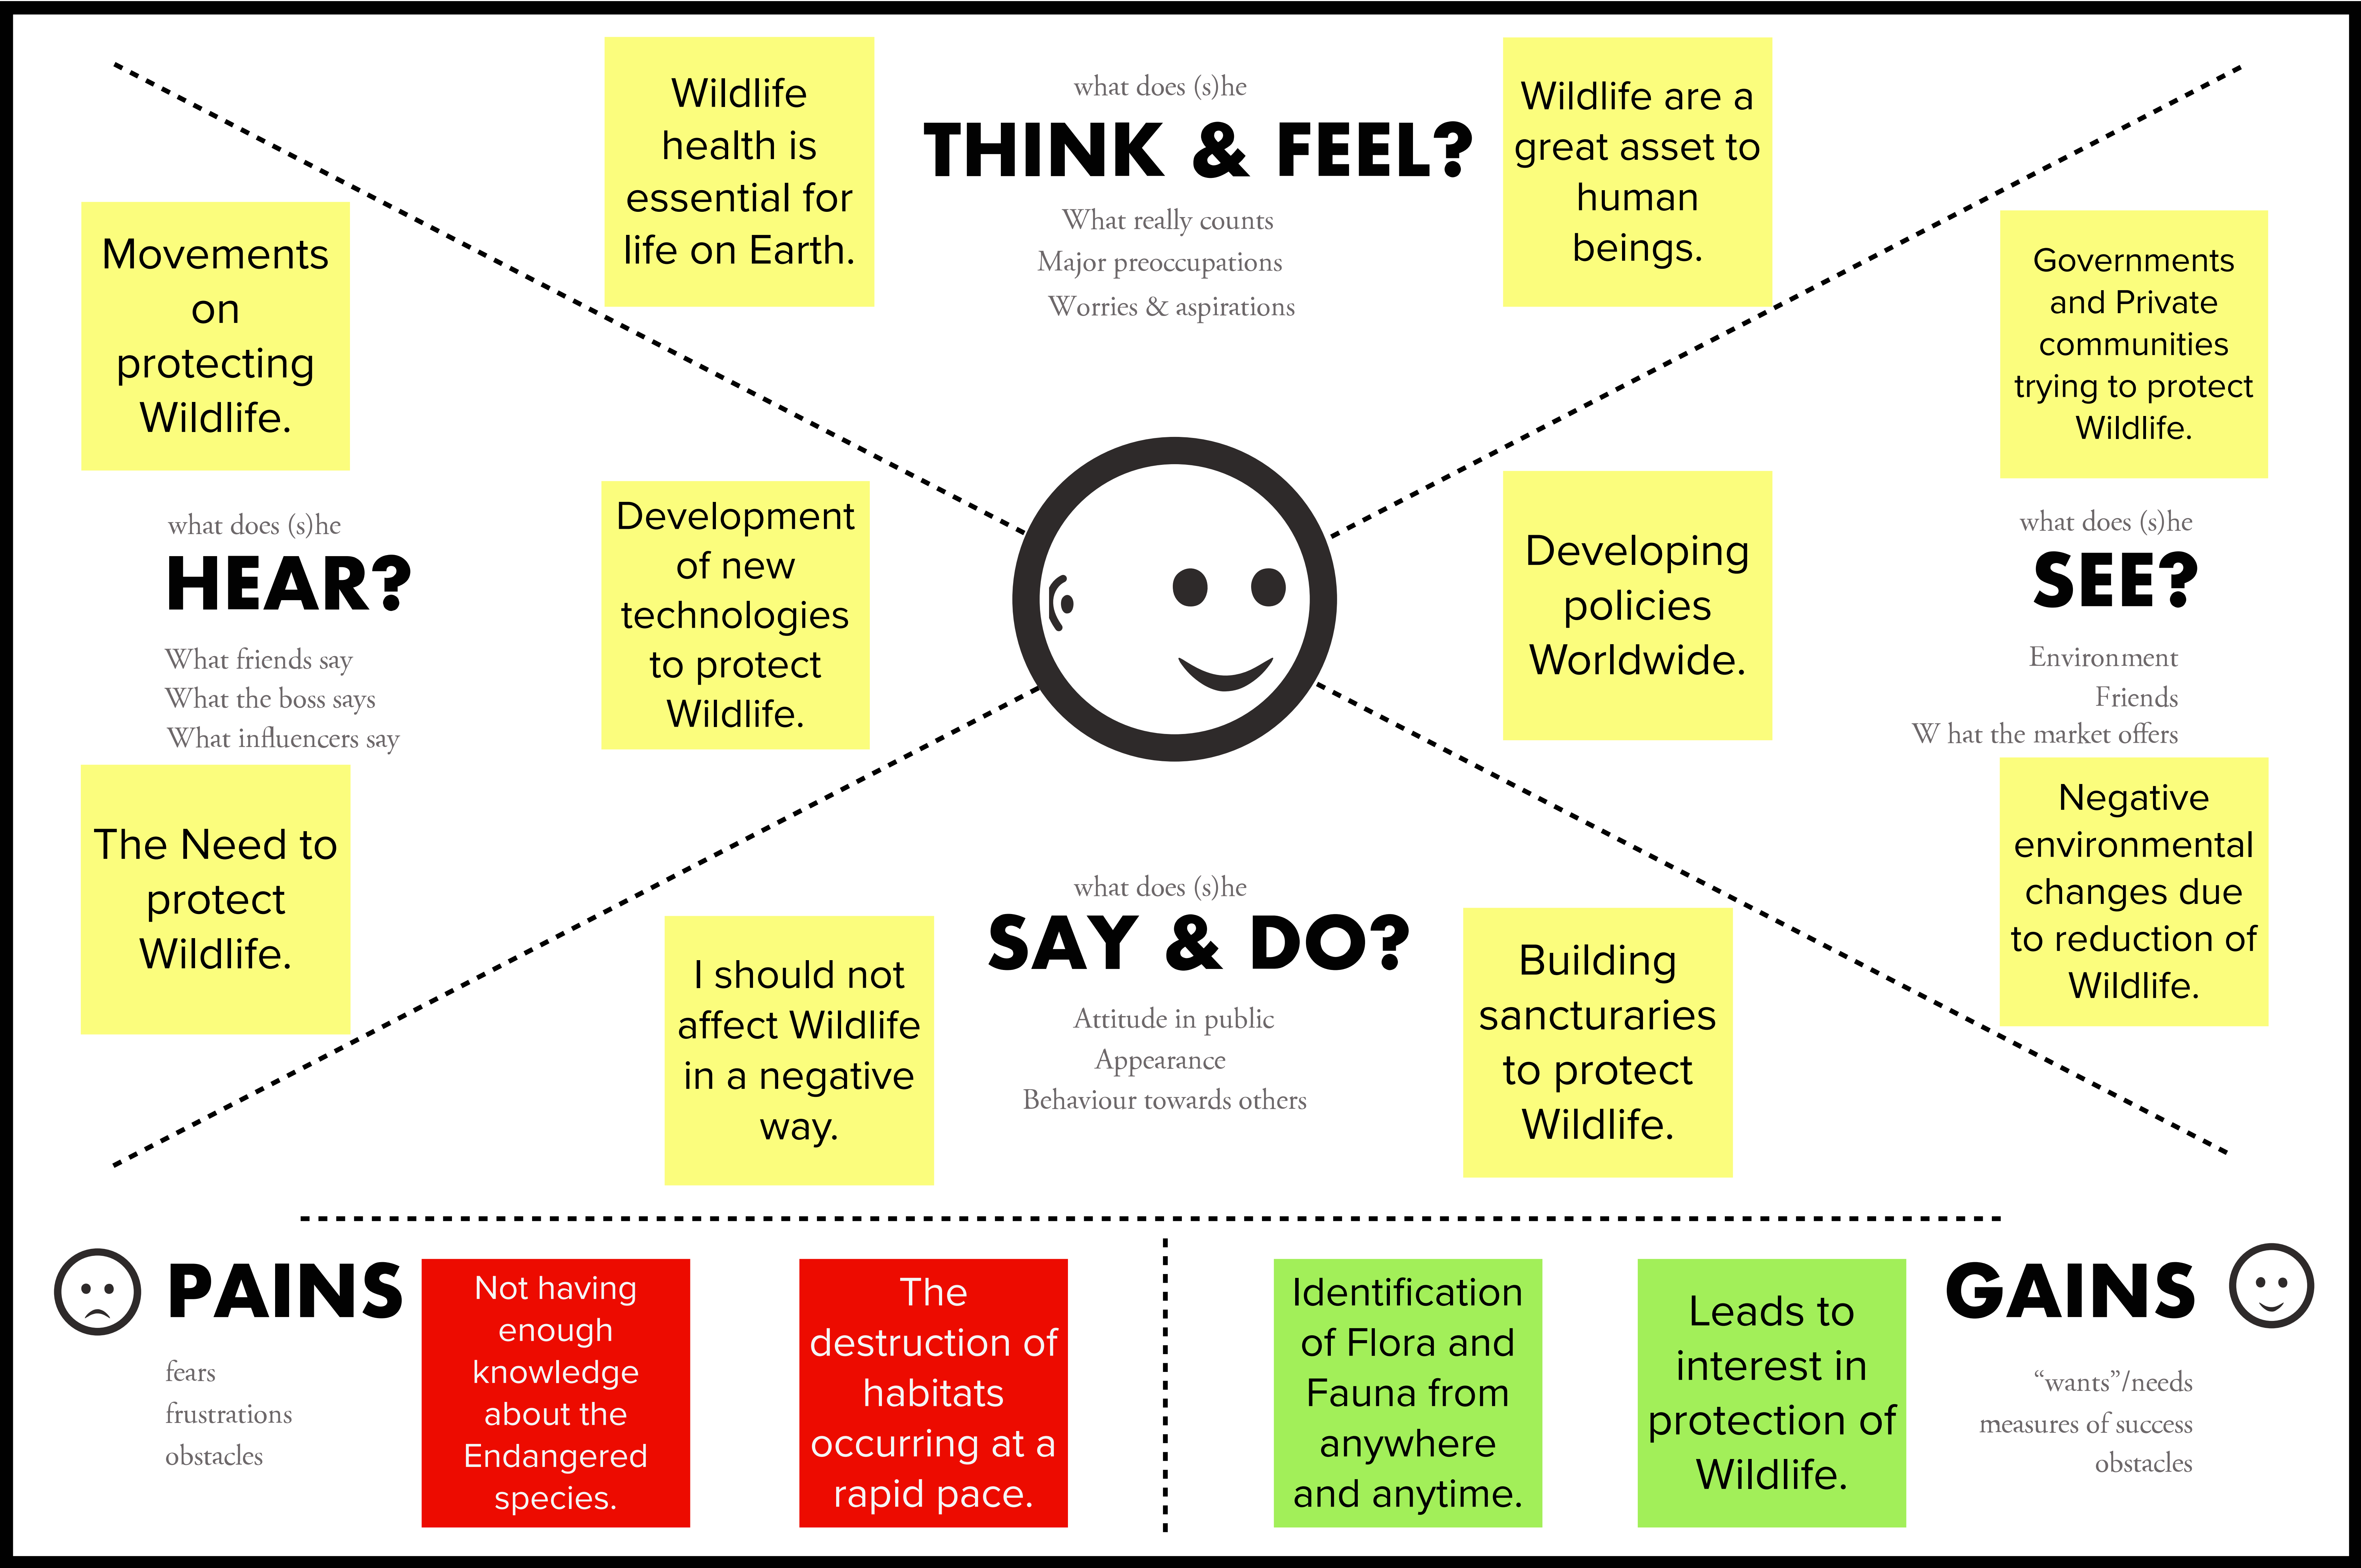 what does (s)he
THINK & FEEL?
What really counts
Major preoccupations
Worries & aspirations
Wildlife
health is
essential for
life on Earth.
Wildlife are a
great asset to
human
beings.
Movements
on
protecting
Wildlife.
what does (s)he
HEAR?
What friends say
What the boss says
What influencers say
Development
of new
technologies
to protect
Wildlife.
The Need to
protect
Wildlife.
Governments
and Private
communities
trying to protect
Wildlife.
Developing
policies
Worldwide.
what does (s)he
SEE?
Environment
Friends
W hat the market offers
Negative
environmental
changes due
to reduction of
Wildlife.
what does (s)he
SAY & DO?
Attitude in public
Appearance
Behaviour towards others
I should not
affect Wildlife
in a negative
way.
Building
sancturaries
to protect
Wildlife.
PAINS
fears
frustrations
obstacles
Not having
enough
knowledge
about the
Endangered
species.
The
destruction of
habitats
occurring at a
rapid pace.
Identification
of Flora and
Fauna from
anywhere
and anytime.
Leads to
interest in
protection of
Wildlife.
GAINS
“wants”/needs
measures of success
obstacles